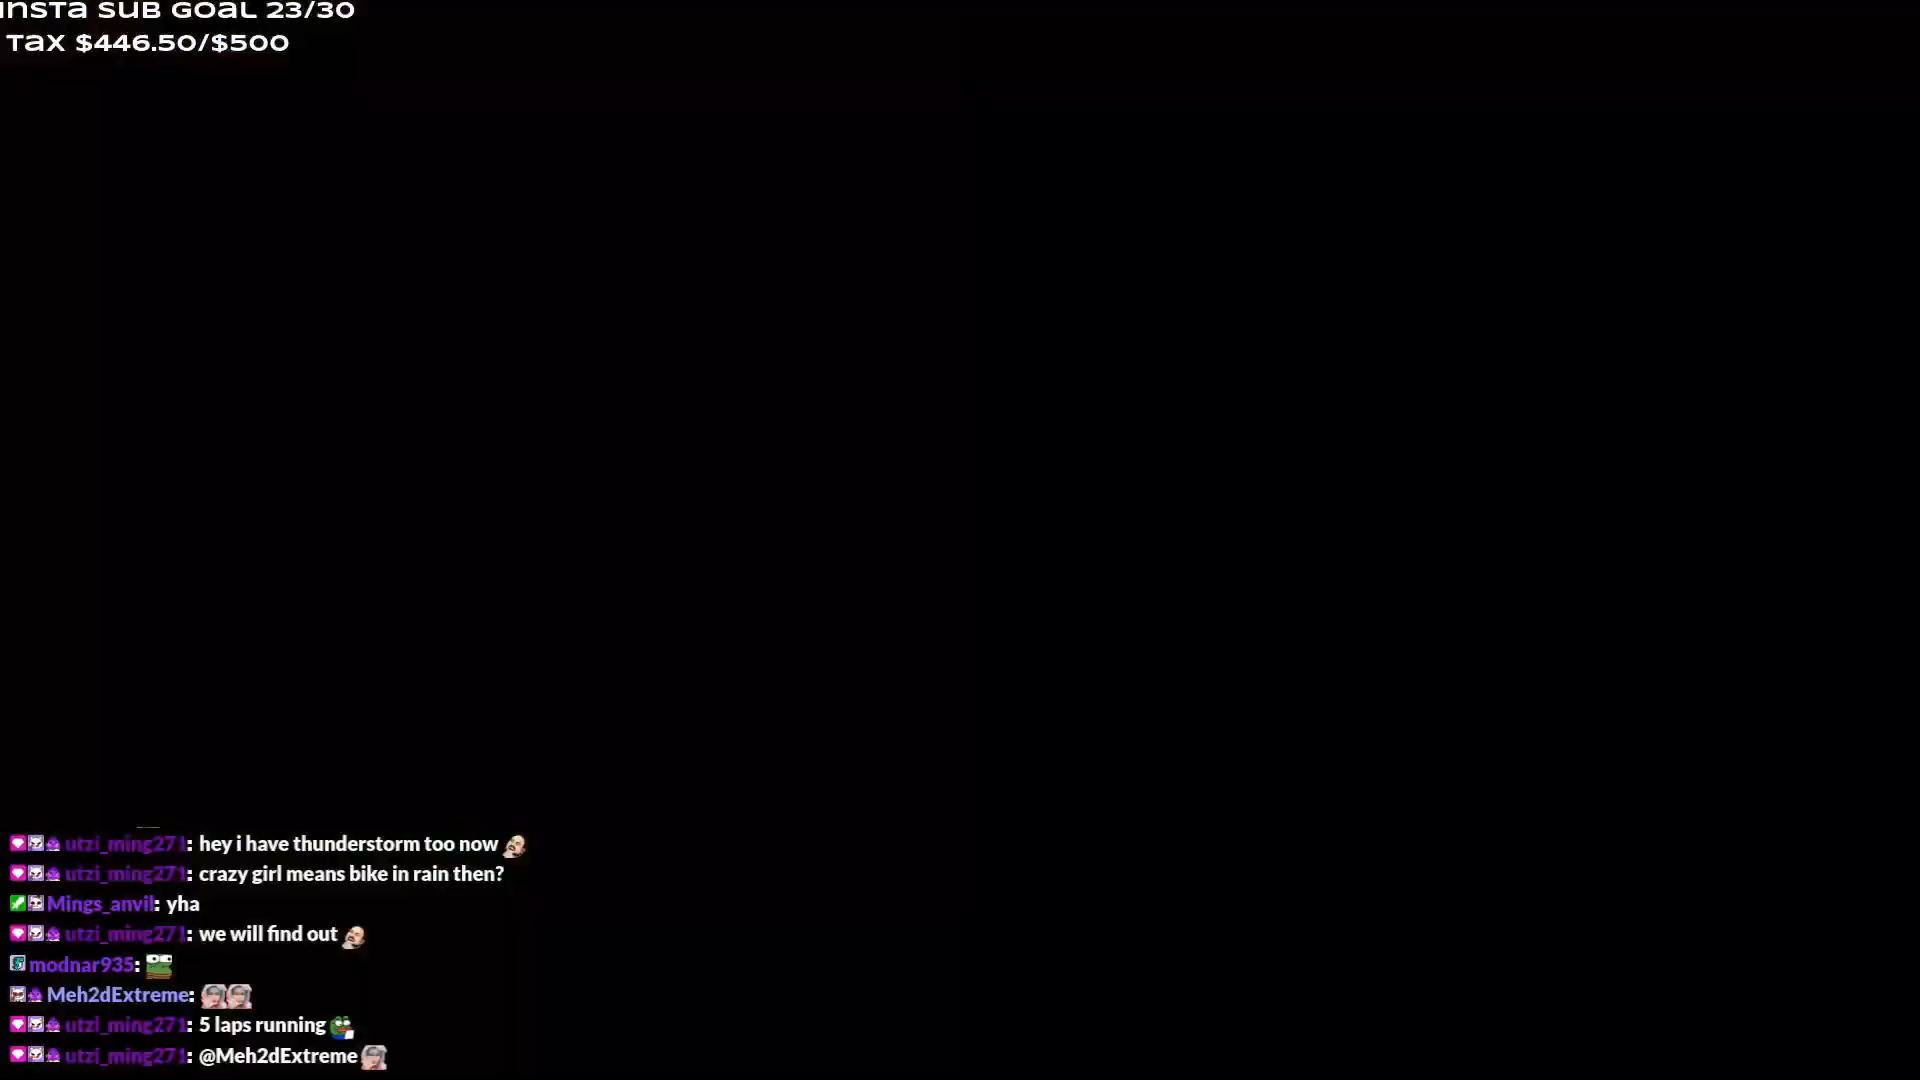 Insta Sub Goal 23/30
Tax $446.50/$500
utzi_ming271: hey i have thunderstorm too now
utzi_ming271: crazy girl means bike in rain then?
Mings_anvil: yha
utzi_ming271: we will find out
modnar935:
Meh2dExtreme:
utzi_ming271: 5 laps running
utzi_ming271: @Meh2dExtreme